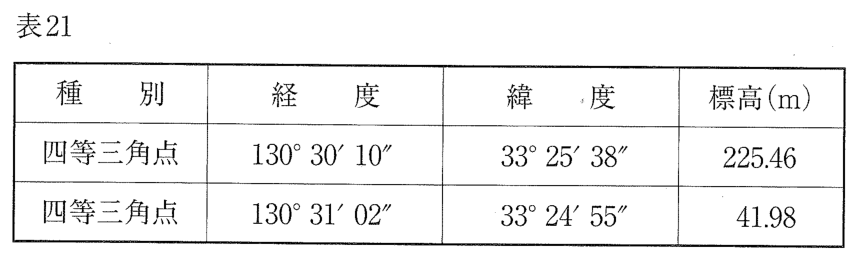 表21
種　別　経　度　緯　度　標高(m)
四等三角点　130° 30′ 10″　33° 25′ 38″　225.46
四等三角点　130° 31′ 02″　33° 24′ 55″　41.98